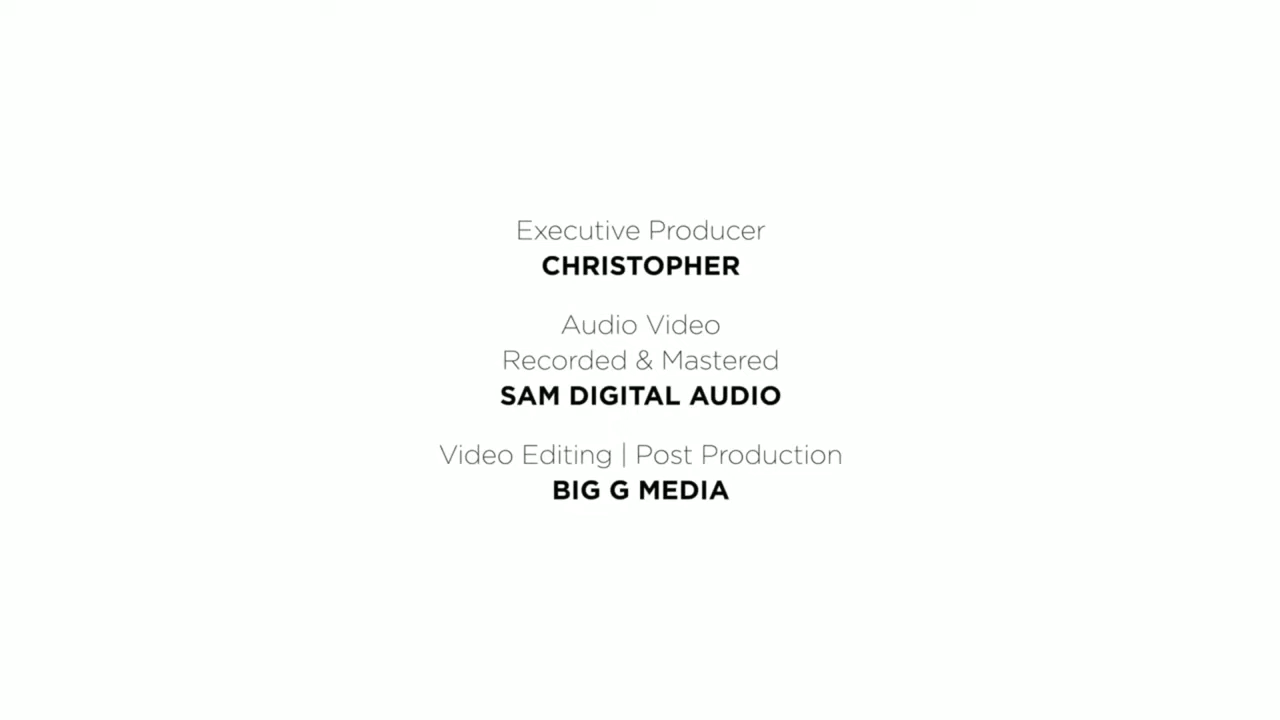 Executive Producer
CHRISTOPHER
Audio Video
Recorded & Mastered
SAM DIGITAL AUDIO
Video Editing | Post Production
BIG G MEDIA